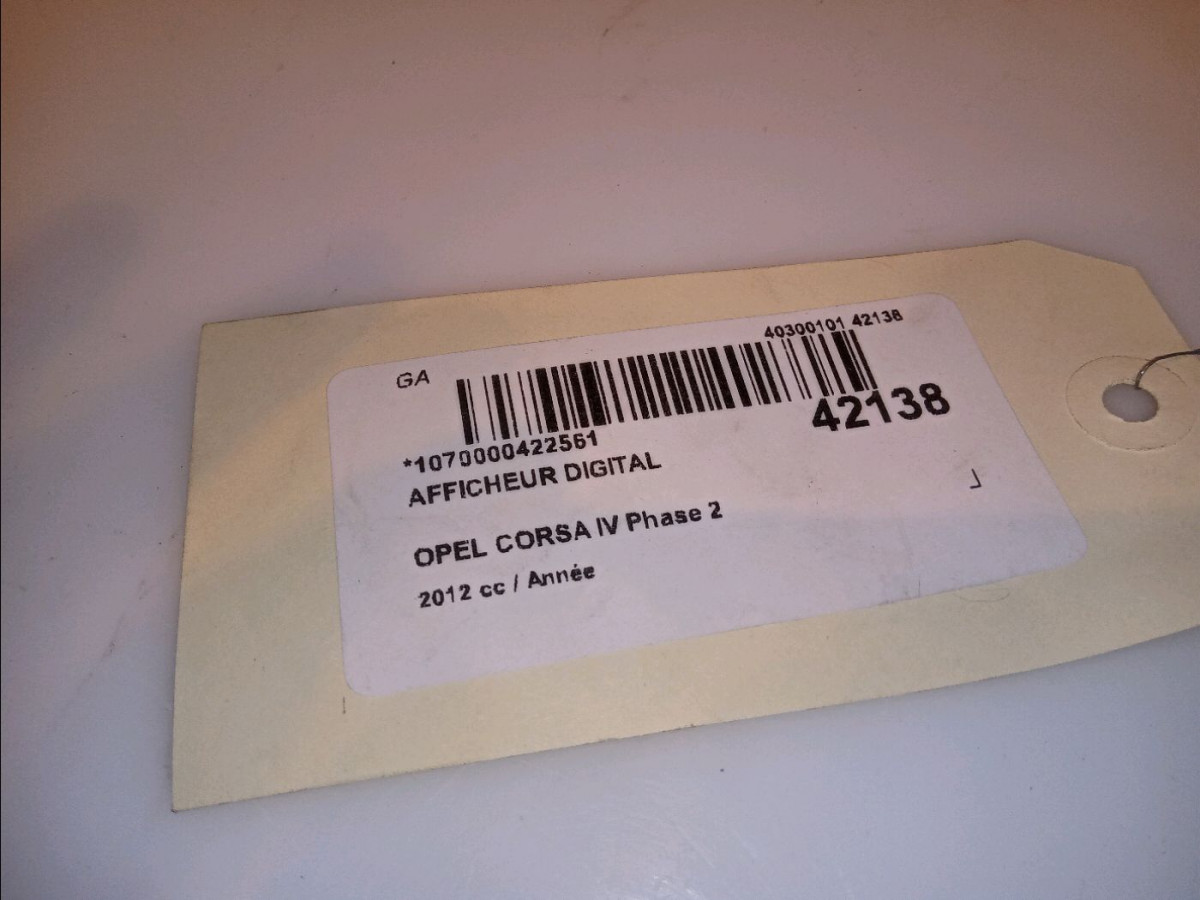 GA
40300101 42138
42138
*1070000422561
AFFICHEUR DIGITAL
OPEL CORSA IV Phase 2
2012 cc / Année